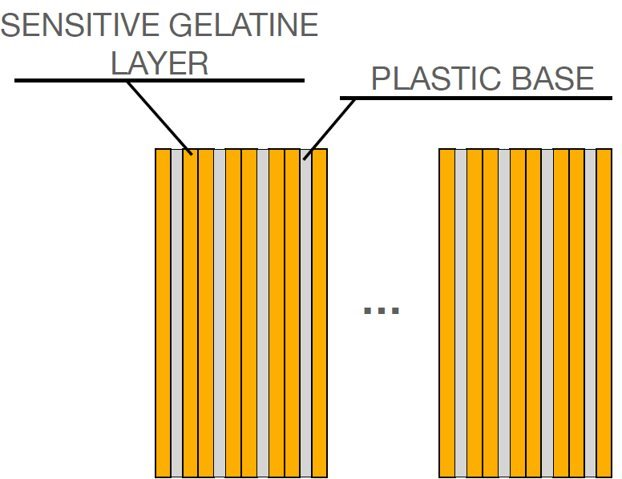 SENSITIVE GELATINE
LAYER
PLASTIC BASE
...